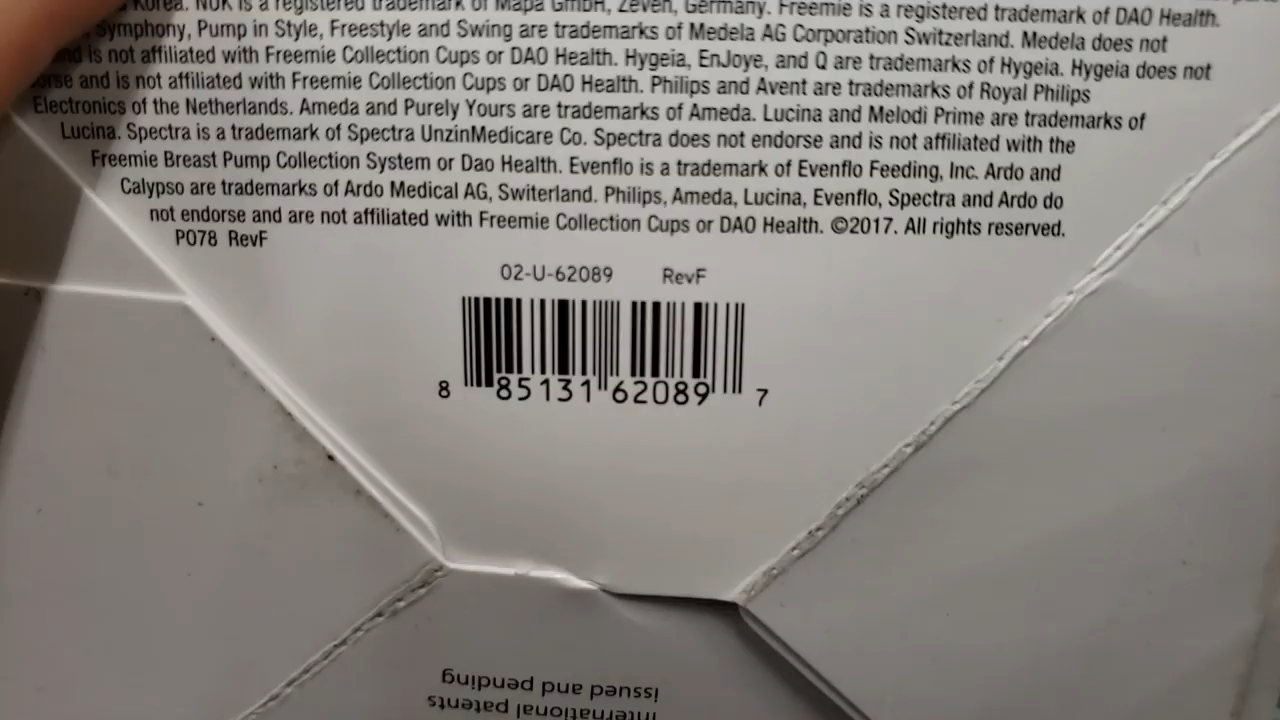 Korea. NUK is a registered trademark of Mapa GmbH, Zeven, Germany. Freemie is a registered trademark of DAO Health.
Symphony, Pump in Style, Freestyle and Swing are trademarks of Medela AG Corporation Switzerland. Medela does not
and is not affiliated with Freemie Collection Cups or DAO Health. Hygeia, EnJoye, and Q are trademarks of Hygeia. Hygeia does not
and is not affiliated with Freemie Collection Cups or DAO Health. Philips and Avent are trademarks of Royal Philips
Electronics of the Netherlands. Ameda and Purely Yours are trademarks of Ameda. Lucina and Melodi Prime are trademarks of
Lucina. Spectra is a trademark of Spectra UnzinMedicare Co. Spectra does not endorse and is not affiliated with the
Freemie Breast Pump Collection System or Dao Health. Evenflo is a trademark of Evenflo Feeding, Inc. Ardo and
Calypso are trademarks of Ardo Medical AG, Switerland. Philips, Ameda, Lucina, Evenflo, Spectra and Ardo do
not endorse and are not affiliated with Freemie Collection Cups or DAO Health. ©2017. All rights reserved.
P078 RevF
02-U-62089 RevF
8 85131 62089 7
international patents
issued and pending